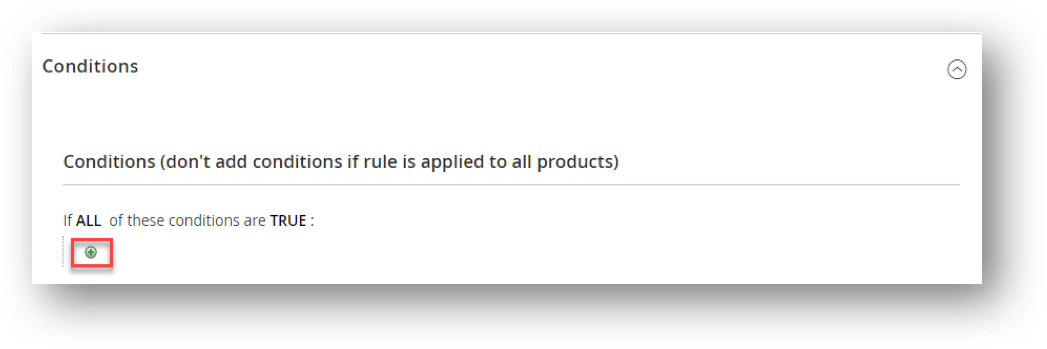 Conditions
Conditions (don't add conditions if rule is applied to all products)
If ALL of these conditions are TRUE :